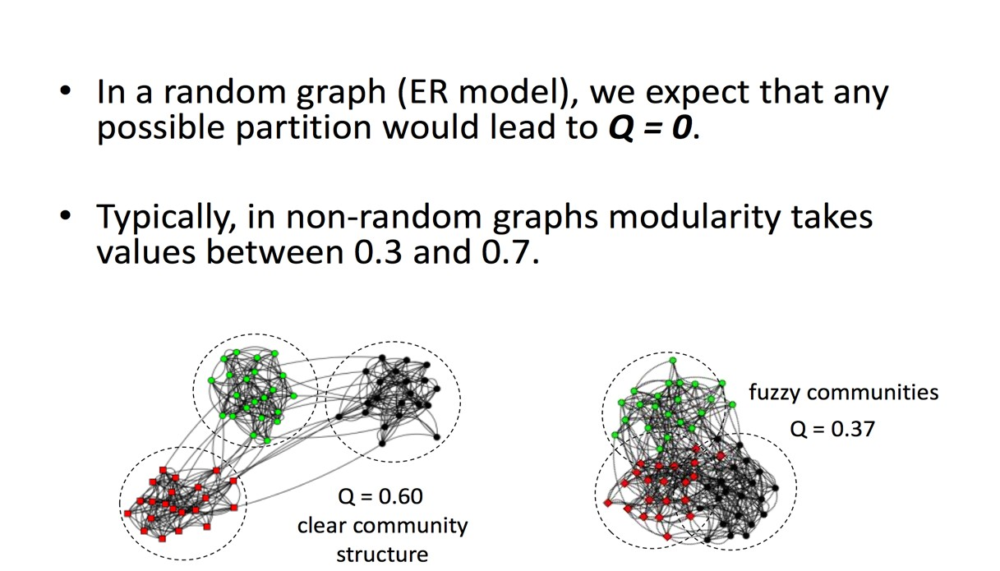 • In a random graph (ER model), we expect that any
possible partition would lead to Q = 0.
• Typically, in non-random graphs modularity takes
values between 0.3 and 0.7.
Q = 0.60
clear community
structure
fuzzy communities
Q = 0.37